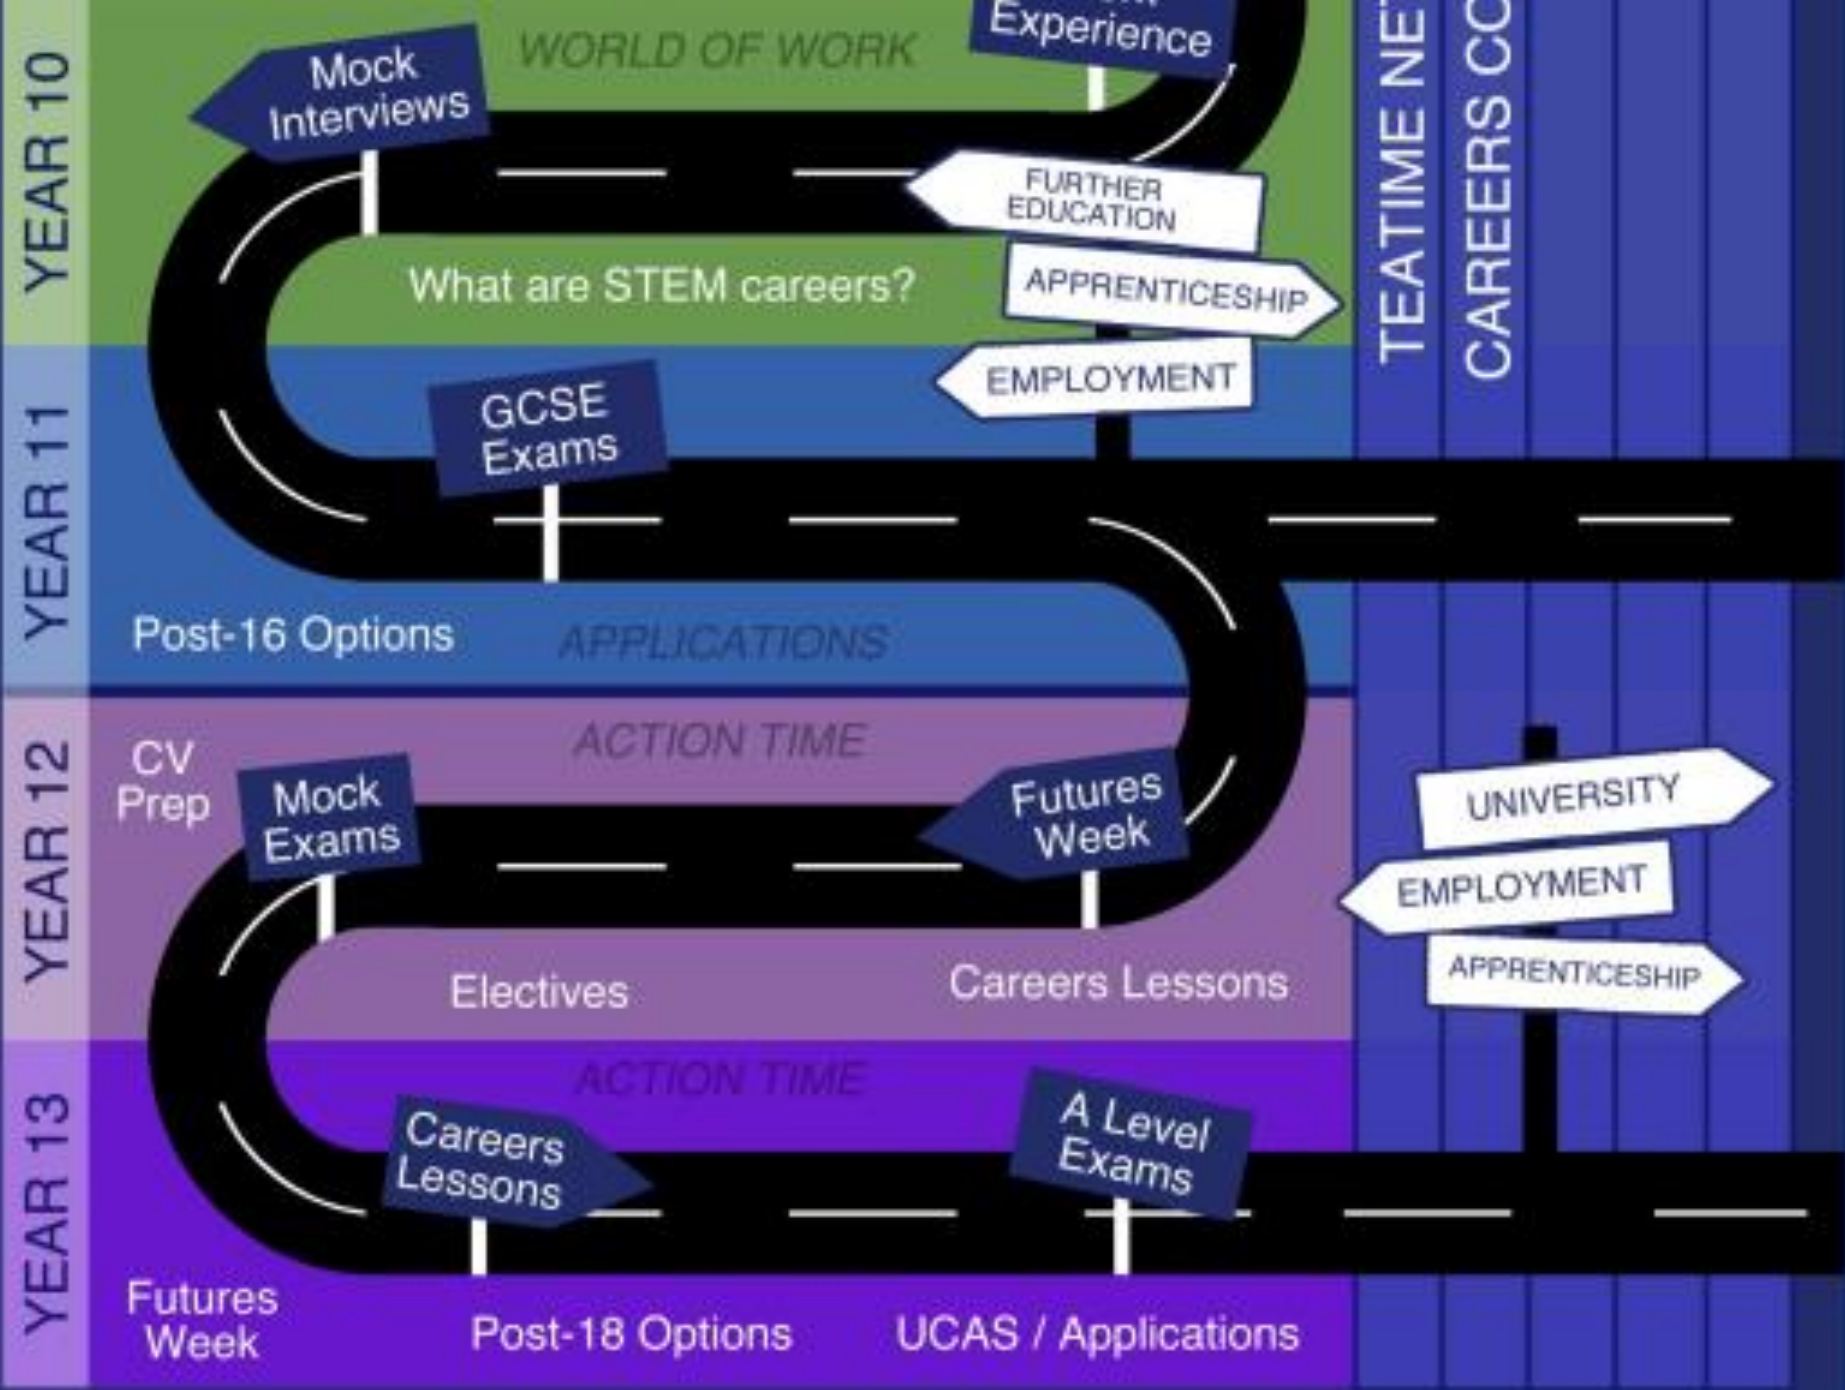 YEAR 10
WORLD OF WORK
Experience
Mock
Interviews
FURTHER
EDUCATION
What are STEM careers?
APPRENTICESHIP
EMPLOYMENT
YEAR 11
GCSE
Exams
Post-16 Options
APPLICATIONS
YEAR 12
ACTION TIME
CV
Prep
Mock
Exams
Futures
Week
Electives
Careers Lessons
YEAR 13
ACTION TIME
Careers
Lessons
A Level
Exams
Futures
Week
Post-18 Options
UCAS / Applications
TEATIME
CAREERS
UNIVERSITY
EMPLOYMENT
APPRENTICESHIP